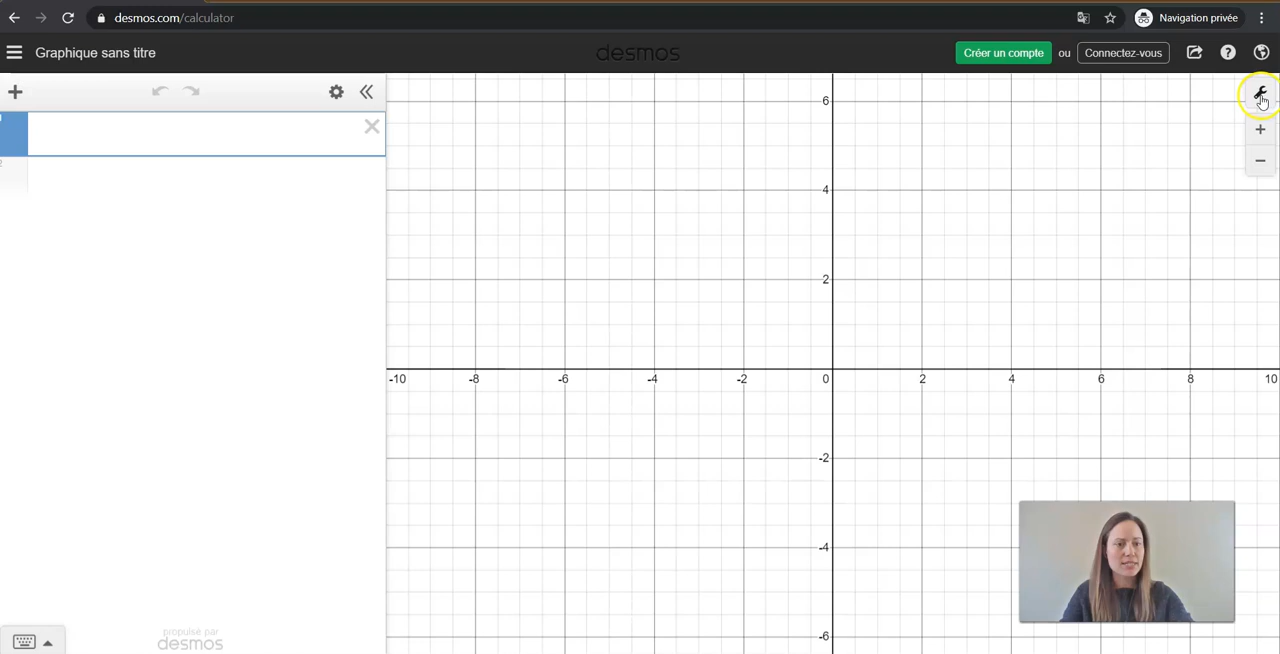 desmos.com/calculator
Navigation privée
Graphique sans titre
desmos
Créer un compte
ou
Connectez-vous
6
4
2
-10 -8 -6 -4 -2 0 2 4 6 8 10
-2
-4
-6
2
propulsé par
desmos